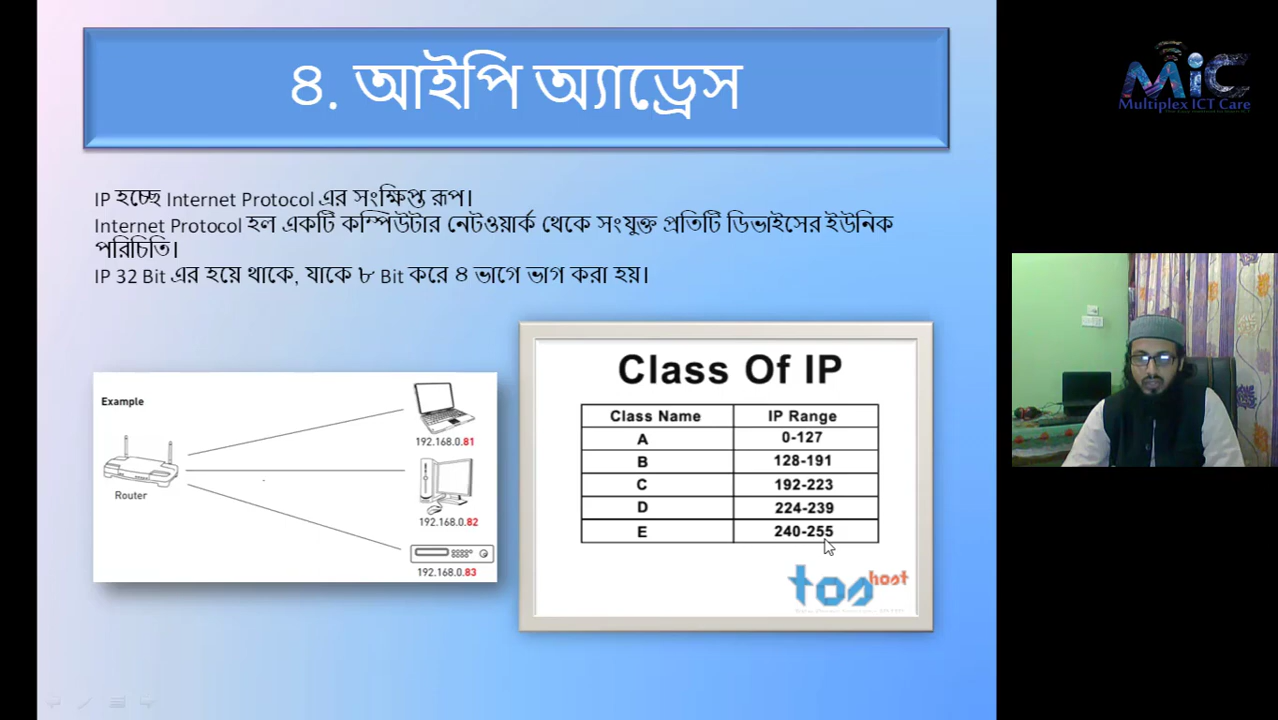 ৪. আইপি অ্যাড্রেস
MIC
Multiplex ICT Care
IP হচ্ছে Internet Protocol এর সংক্ষিপ্ত রূপ।
Internet Protocol হল একটি কম্পিউটার নেটওয়ার্ক থেকে সংযুক্ত প্রতিটি ডিভাইসের ইউনিক
পরিচিতি।
IP 32 Bit এর হয়ে থাকে, যাকে ৮ Bit করে ৪ ভাগে ভাগ করা হয়।
Example
192.168.0.81
Router
192.168.0.82
192.168.0.83
Class Of IP
Class Name IP Range
A 0-127
B 128-191
C 192-223
D 224-239
E 240-255
toshost